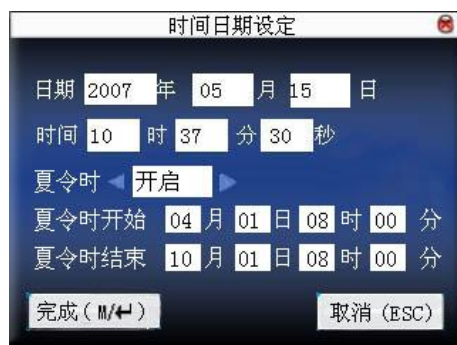 时间日期设定
日期 2007 年 05 月 15 日
时间 10 时 37 分 30 秒
夏令时 开启
夏令时开始 04 月 01 日 08 时 00 分
夏令时结束 10 月 01 日 08 时 00 分
完成(M/↵) 取消 (ESC)